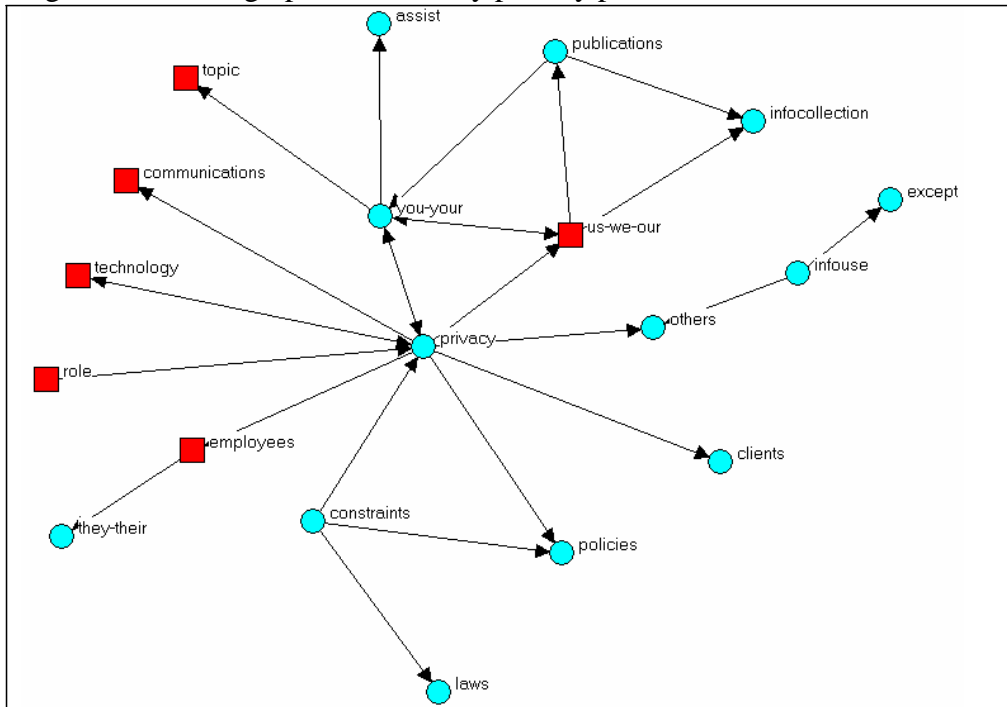 assist
publications
topic
infocollection
communications
except
you-your
us-we-our
technology
infouse
others
privacy
role
employees
clients
constraints
they-their
policies
laws